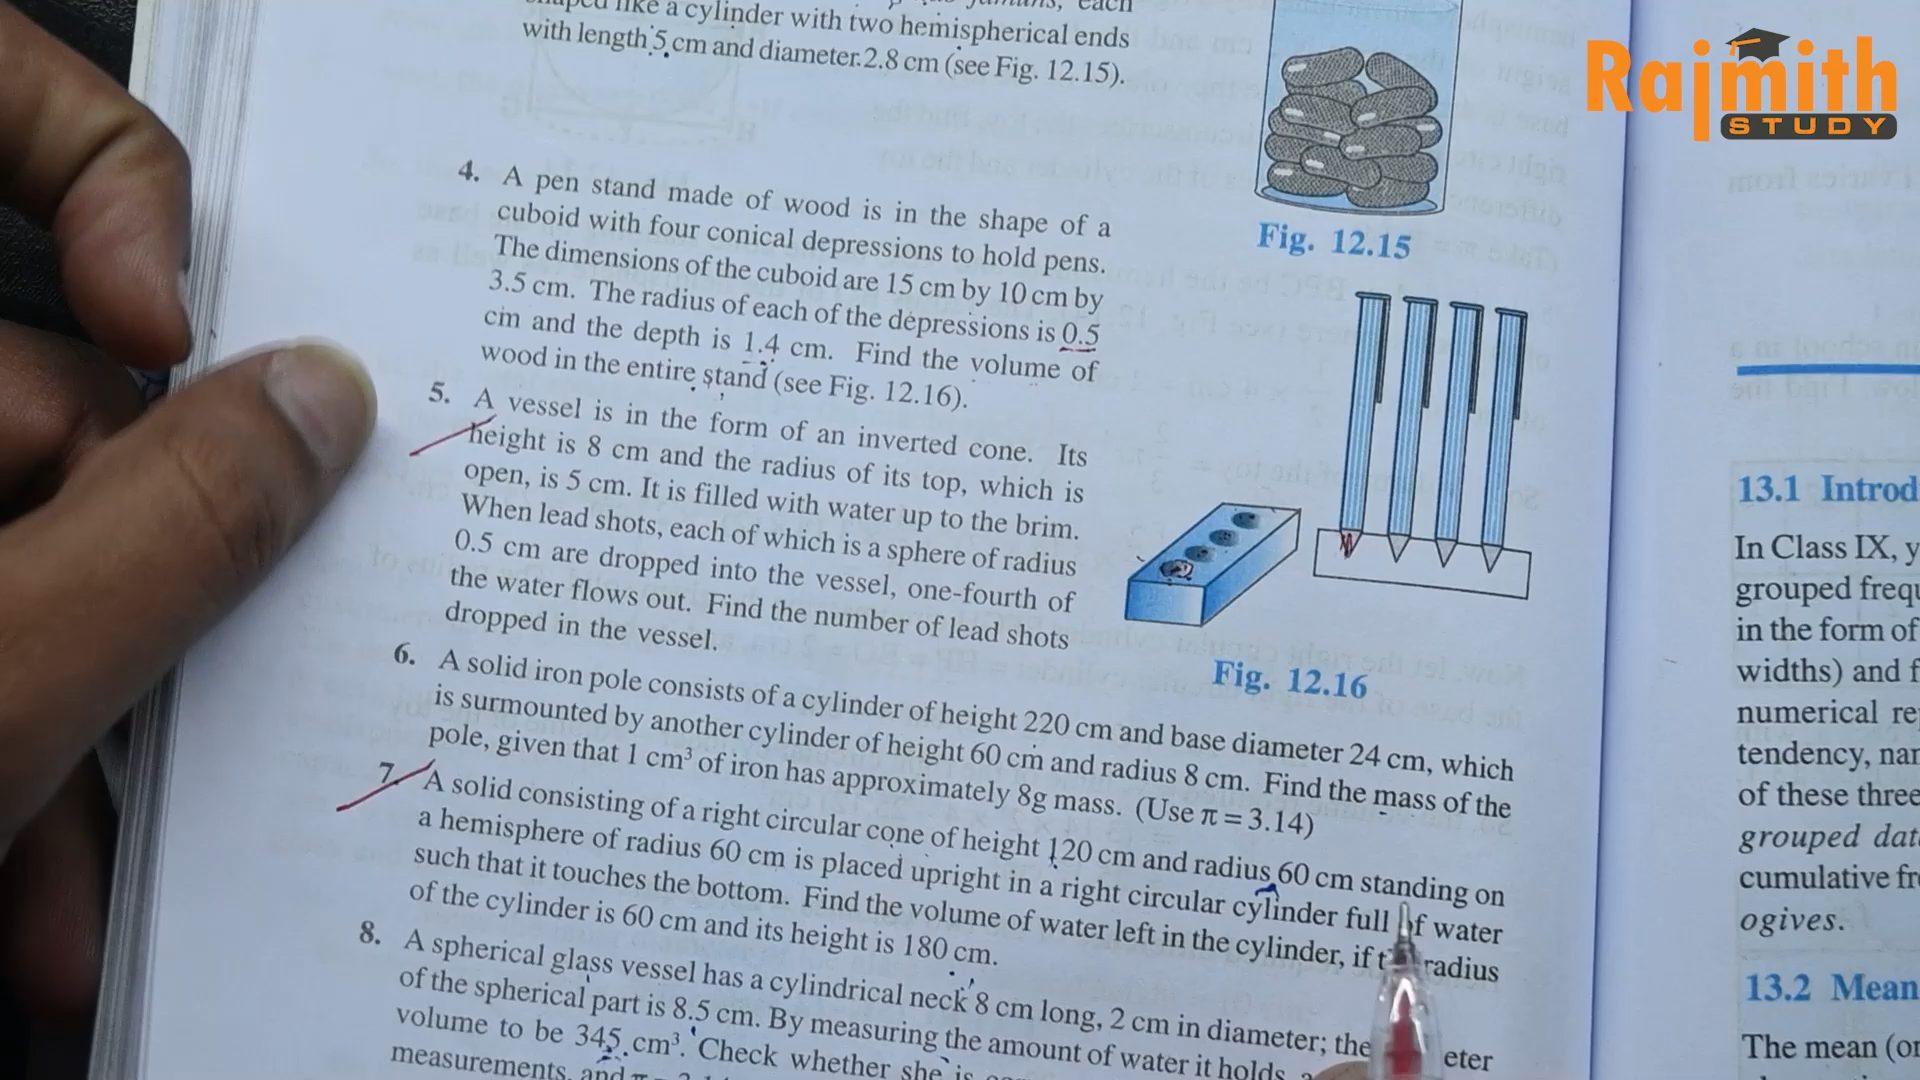 like a cylinder with two hemispherical ends
with length 5 cm and diameter 2.8 cm (see Fig. 12.15).
Fig. 12.15
4. A pen stand made of wood is in the shape of a
cuboid with four conical depressions to hold pens.
The dimensions of the cuboid are 15 cm by 10 cm by
3.5 cm. The radius of each of the depressions is 0.5
cm and the depth is 1.4 cm. Find the volume of
wood in the entire stand (see Fig. 12.16).
5. A vessel is in the form of an inverted cone. Its
height is 8 cm and the radius of its top, which is
open, is 5 cm. It is filled with water up to the brim.
When lead shots, each of which is a sphere of radius
0.5 cm are dropped into the vessel, one-fourth of
the water flows out. Find the number of lead shots
dropped in the vessel.
Fig. 12.16
6. A solid iron pole consists of a cylinder of height 220 cm and base diameter 24 cm, which
is surmounted by another cylinder of height 60 cm and radius 8 cm. Find the mass of the
pole, given that 1 cm³ of iron has approximately 8g mass. (Use π = 3.14)
7. A solid consisting of a right circular cone of height 120 cm and radius 60 cm standing on
a hemisphere of radius 60 cm is placed upright in a right circular cylinder full of water
such that it touches the bottom. Find the volume of water left in the cylinder, if radius
of the cylinder is 60 cm and its height is 180 cm.
8. A spherical glass vessel has a cylindrical neck 8 cm long, 2 cm in diameter; the
of the spherical part is 8.5 cm. By measuring the amount of water it holds,
volume to be 345 cm³. Check whether she is
measurements, and π =
Rajmith
STUDY
13.1 Introd
In Class IX, y
grouped frequ
in the form of
widths) and f
numerical re
tendency, nam
of these three
grouped dat
cumulative fr
ogives.
13.2 Mean
The mean (or